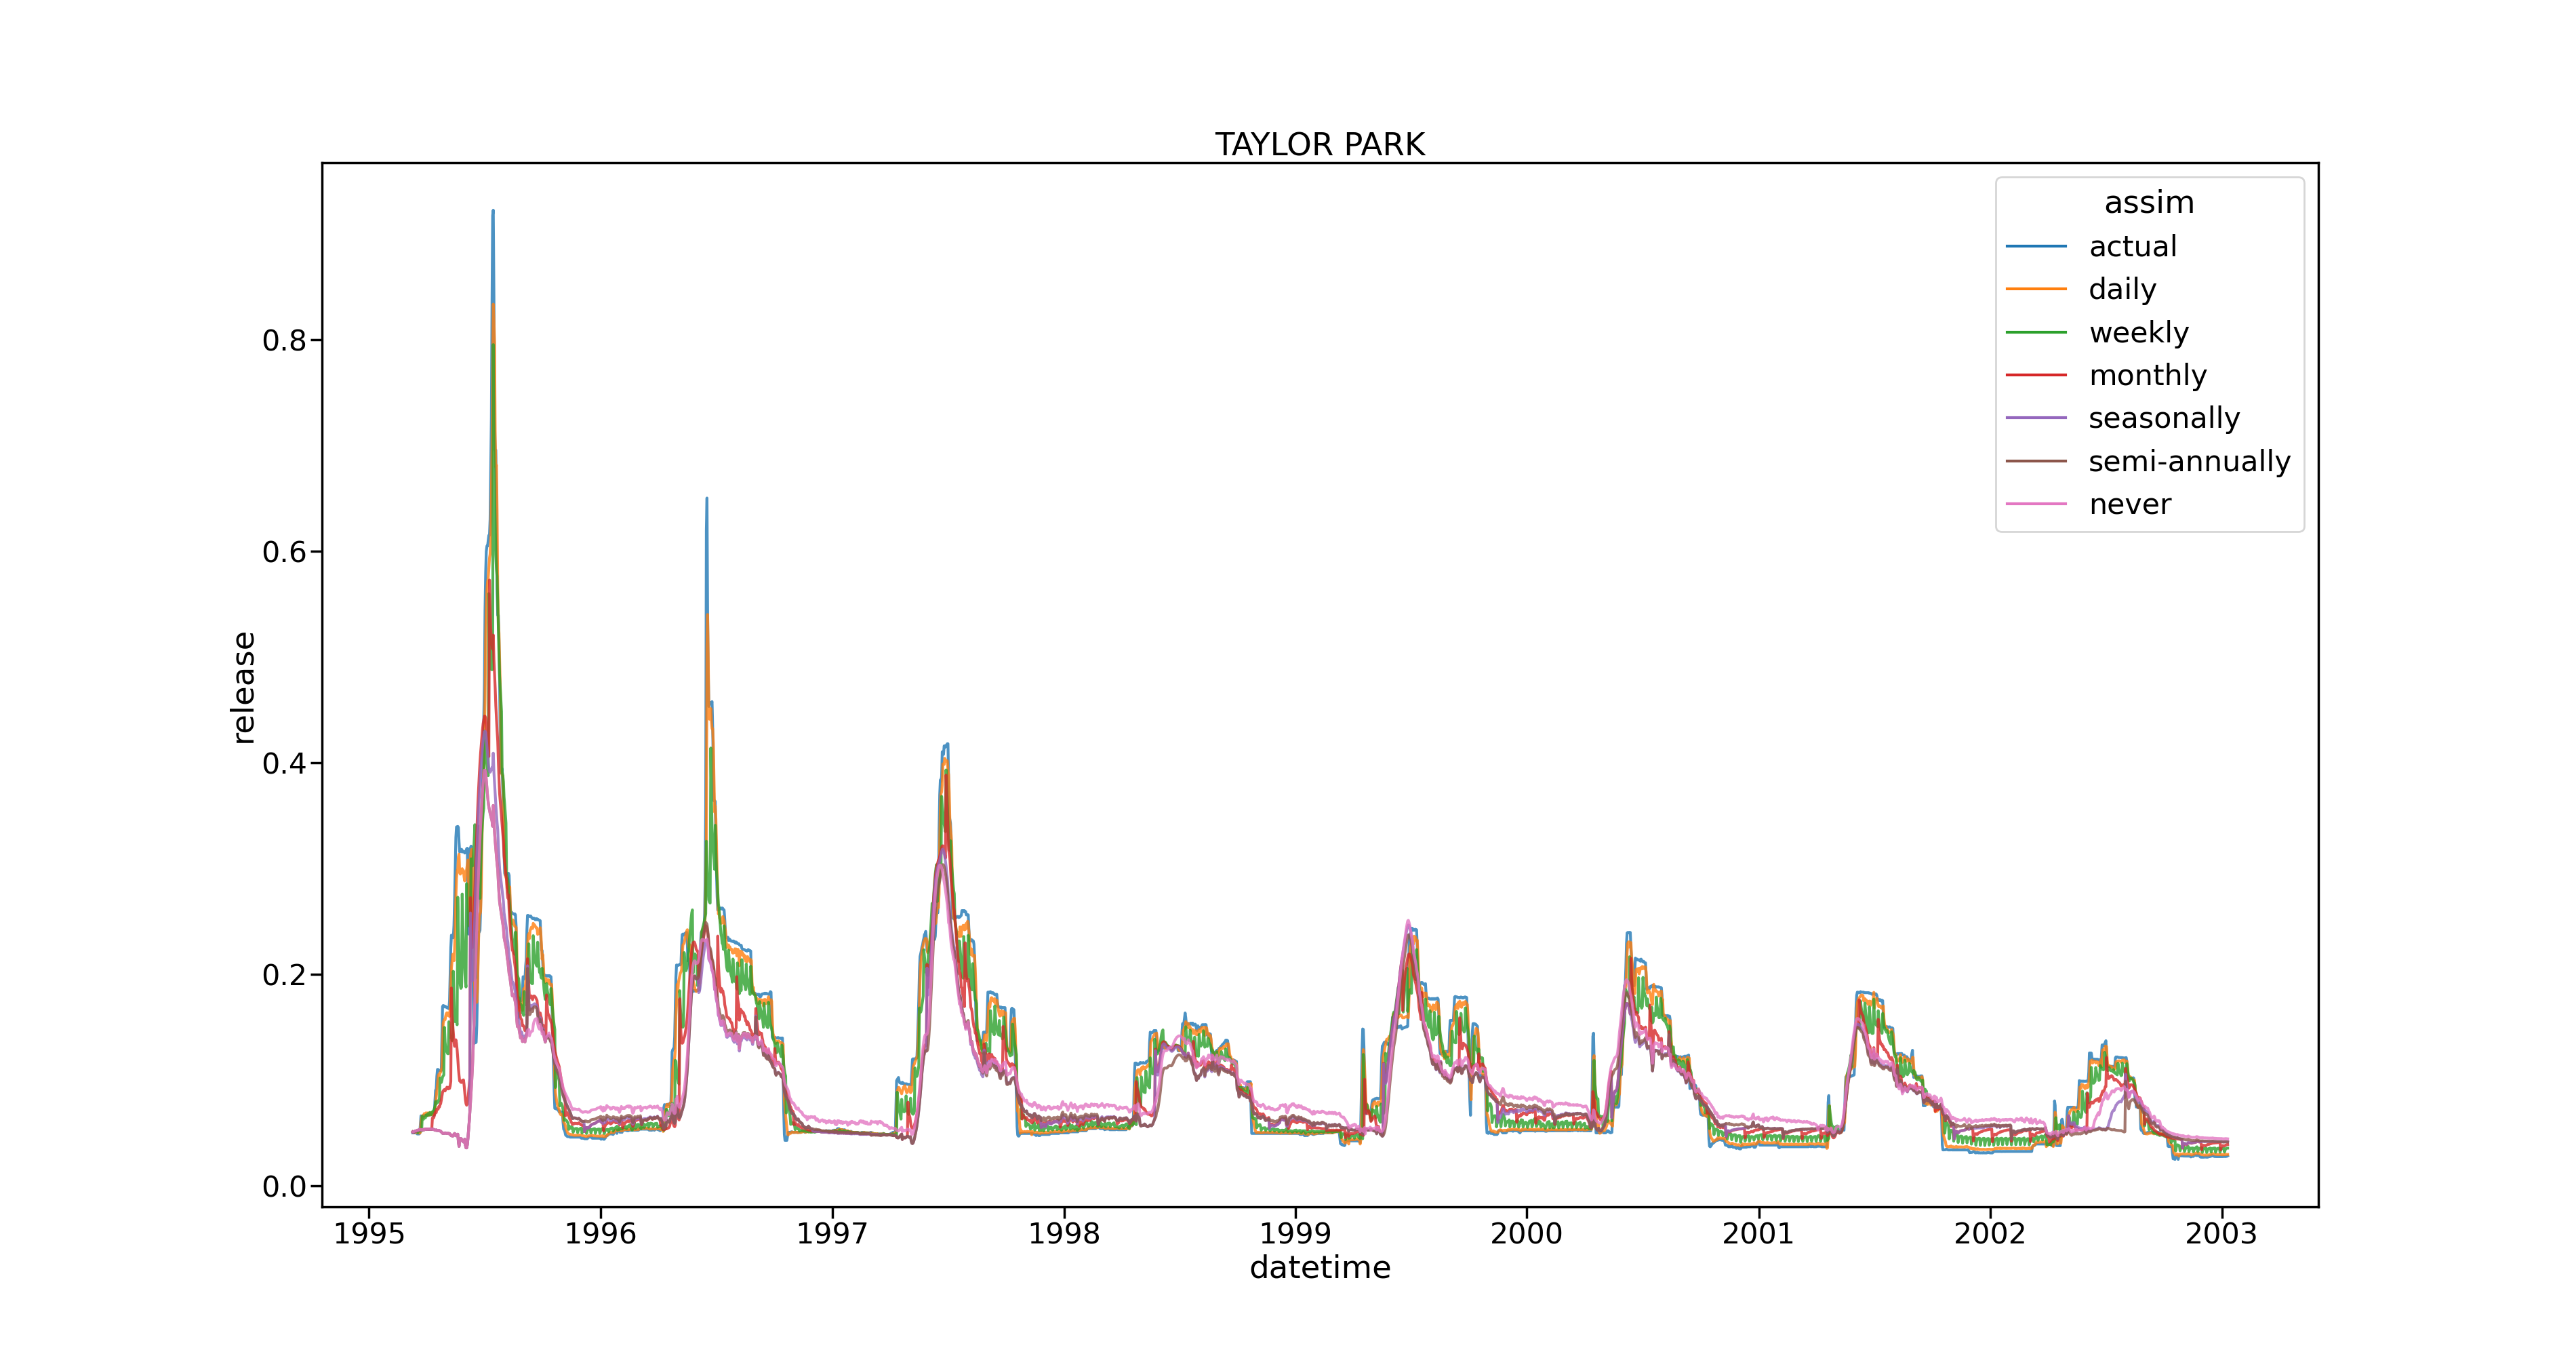 TAYLOR PARK
assim
actual
daily
weekly
monthly
seasonally
semi-annually
never
release
0.8
0.6
0.4
0.2
0.0
1995 1996 1997 1998 1999 2000 2001 2002 2003
datetime